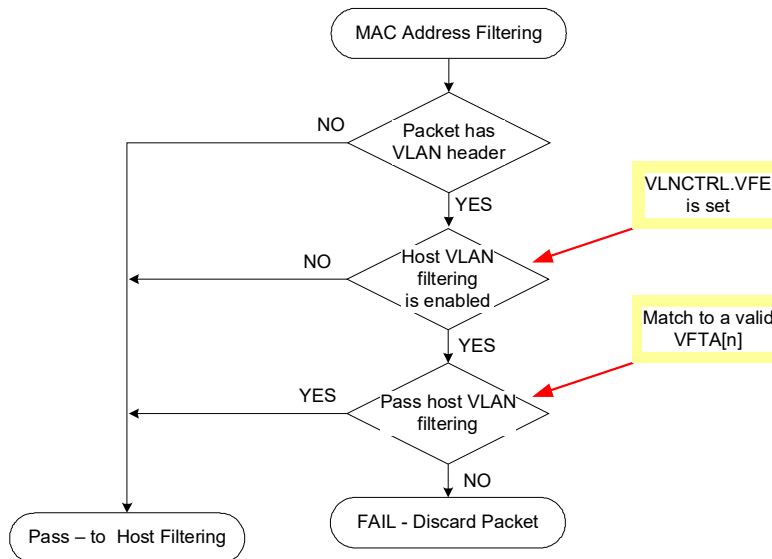 MAC Address Filtering
NO
Packet has
VLAN header
YES
VLNCTRL.VFE
is set
NO
Host VLAN
filtering
is enabled
YES
Match to a valid
VFTA[n]
YES
Pass host VLAN
filtering
NO
Pass – to Host Filtering
FAIL - Discard Packet